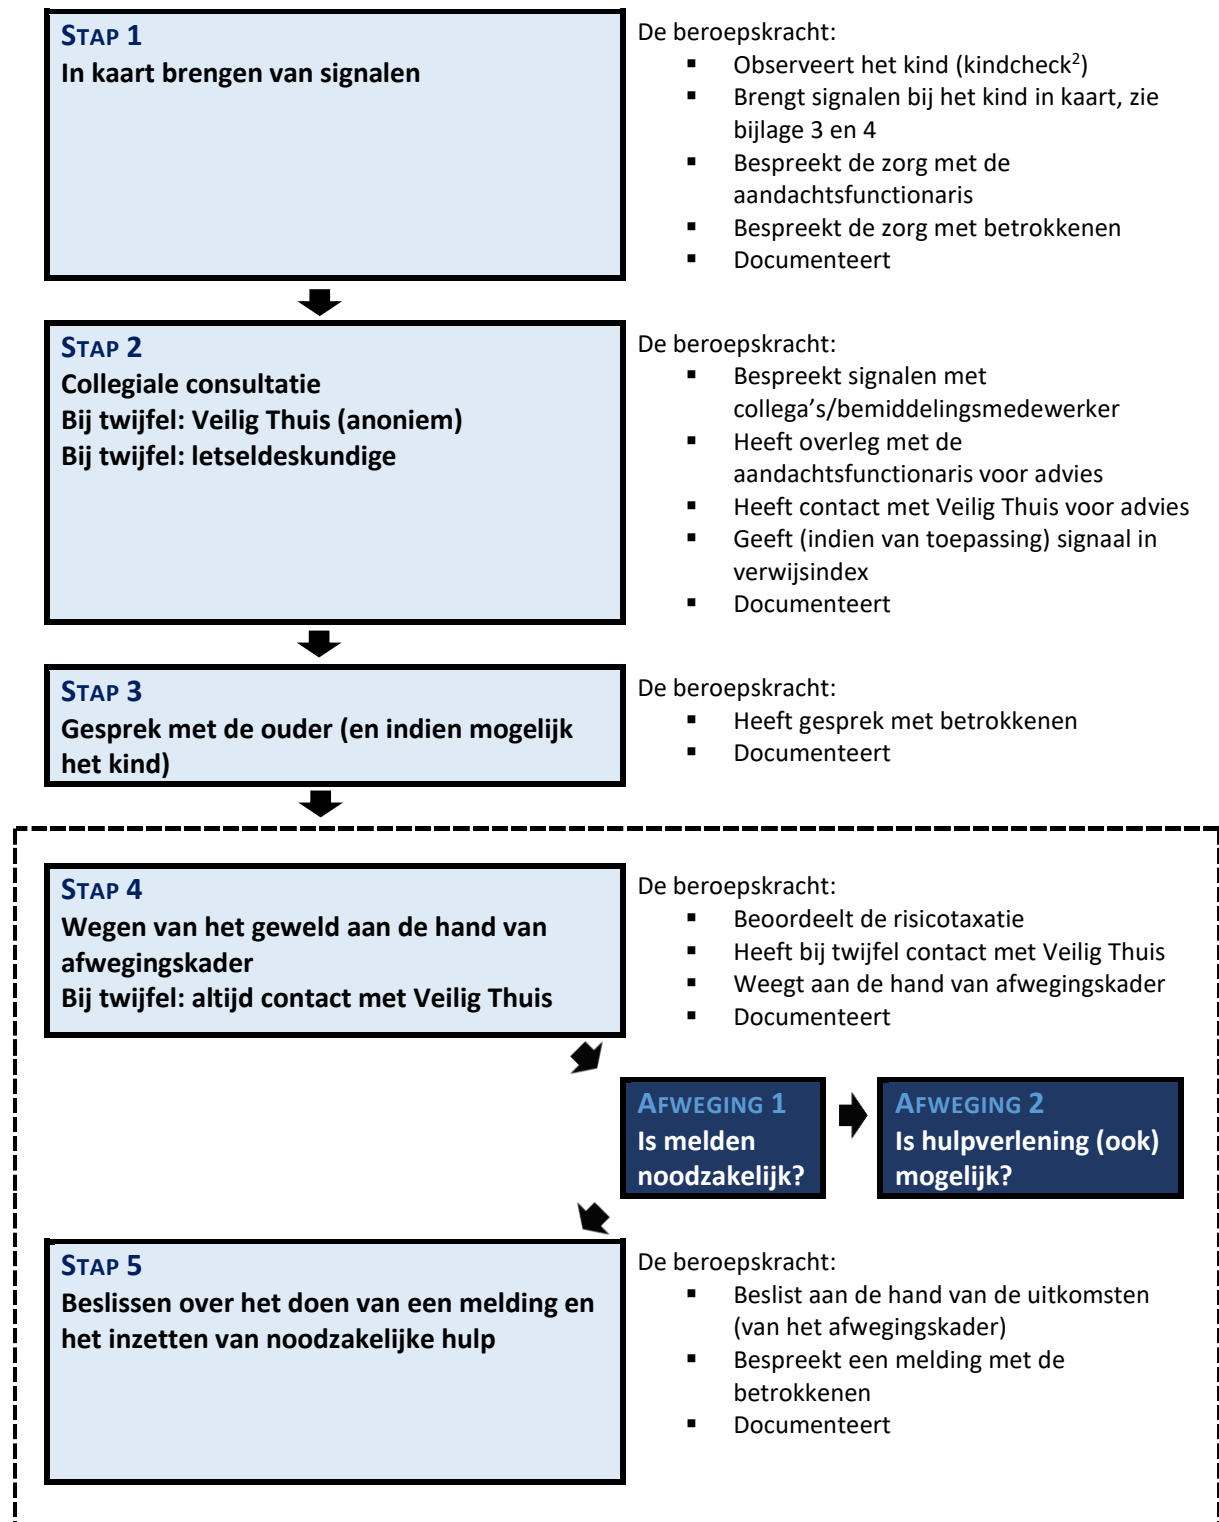 STAP 1
In kaart brengen van signalen
De beroepskracht:
▪ Observeert het kind (kindcheck²)
▪ Brengt signalen bij het kind in kaart, zie
bijlage 3 en 4
▪ Bespreekt de zorg met de
aandachtsfunctionaris
▪ Bespreekt de zorg met betrokkenen
▪ Documenteert
STAP 2
Collegiale consultatie
Bij twijfel: Veilig Thuis (anoniem)
Bij twijfel: letseldeskundige
De beroepskracht:
▪ Bespreekt signalen met
collega’s/bemiddelingsmedewerker
▪ Heeft overleg met de
aandachtsfunctionaris voor advies
▪ Heeft contact met Veilig Thuis voor advies
▪ Geeft (indien van toepassing) signaal in
verwijsindex
▪ Documenteert
STAP 3
Gesprek met de ouder (en indien mogelijk
het kind)
De beroepskracht:
▪ Heeft gesprek met betrokkenen
▪ Documenteert
STAP 4
Wegen van het geweld aan de hand van
afwegingskader
Bij twijfel: altijd contact met Veilig Thuis
De beroepskracht:
▪ Beoordeelt de risicotaxatie
▪ Heeft bij twijfel contact met Veilig Thuis
▪ Weegt aan de hand van afwegingskader
▪ Documenteert
AFWEGING 1
Is melden
noodzakelijk?
AFWEGING 2
Is hulpverlening (ook)
mogelijk?
STAP 5
Beslissen over het doen van een melding en
het inzetten van noodzakelijke hulp
De beroepskracht:
▪ Beslist aan de hand van de uitkomsten
(van het afwegingskader)
▪ Bespreekt een melding met de
betrokkenen
▪ Documenteert